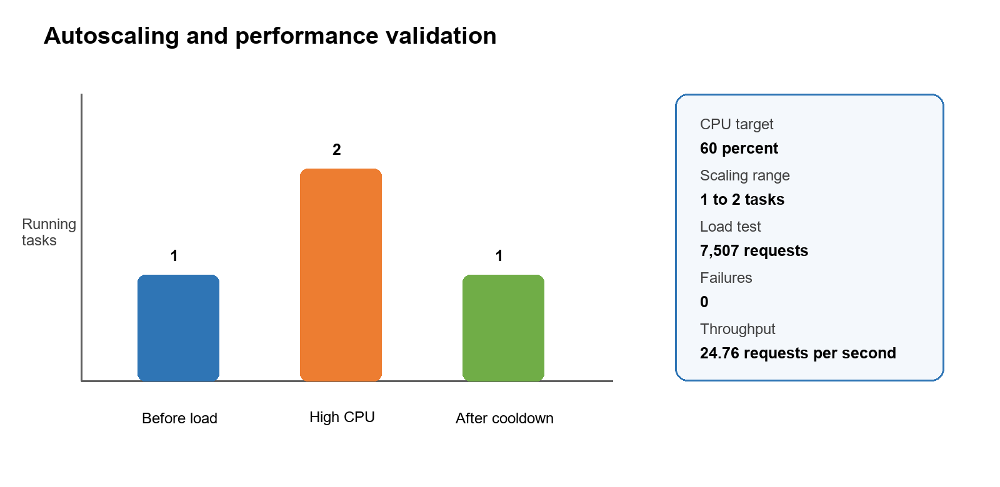 Autoscaling and performance validation
Running
tasks
1
2
1
Before load
High CPU
After cooldown
CPU target
60 percent
Scaling range
1 to 2 tasks
Load test
7,507 requests
Failures
0
Throughput
24.76 requests per second